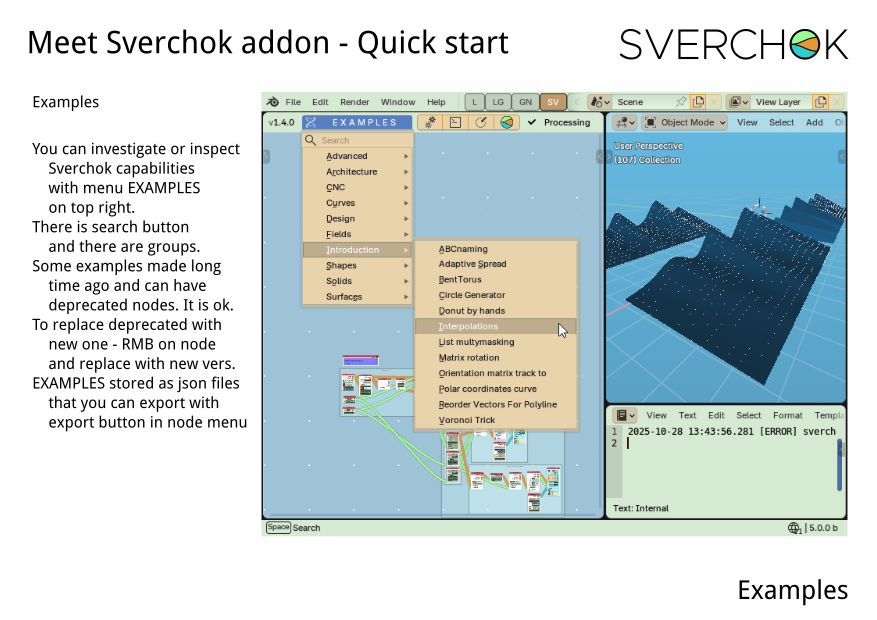 Meet Sverchok addon - Quick start
SVERCHOK
Examples
You can investigate or inspect
Sverchok capabilities
with menu EXAMPLES
on top right.
There is search button
and there are groups.
Some examples made long
time ago and can have
deprecated nodes. It is ok.
To replace deprecated with
new one - RMB on node
and replace with new vers.
EXAMPLES stored as json files
that you can export with
export button in node menu
File Edit Render Window Help L LG GN SV C Scene View Layer
v1.4.0 EXAMPLES Processing
Object Mode View Select Add
Search
Advanced
Architecture
CNC
Curves
Design
Fields
Introduction
Shapes
Solids
Surfaces
ABCnaming
Adaptive Spread
BentTorus
Circle Generator
Donut by hands
Interpolations
List multymasking
Matrix rotation
Orientation matrix track to
Polar coordinates curve
Reorder Vectors For Polyline
Voronoi Trick
User Perspective
(107) Collection
View Text Edit Select Format Templa
1 2025-10-28 13:43:56.281 [ERROR] sverch
2
Text: Internal
Space Search
5.0.0 b
Examples